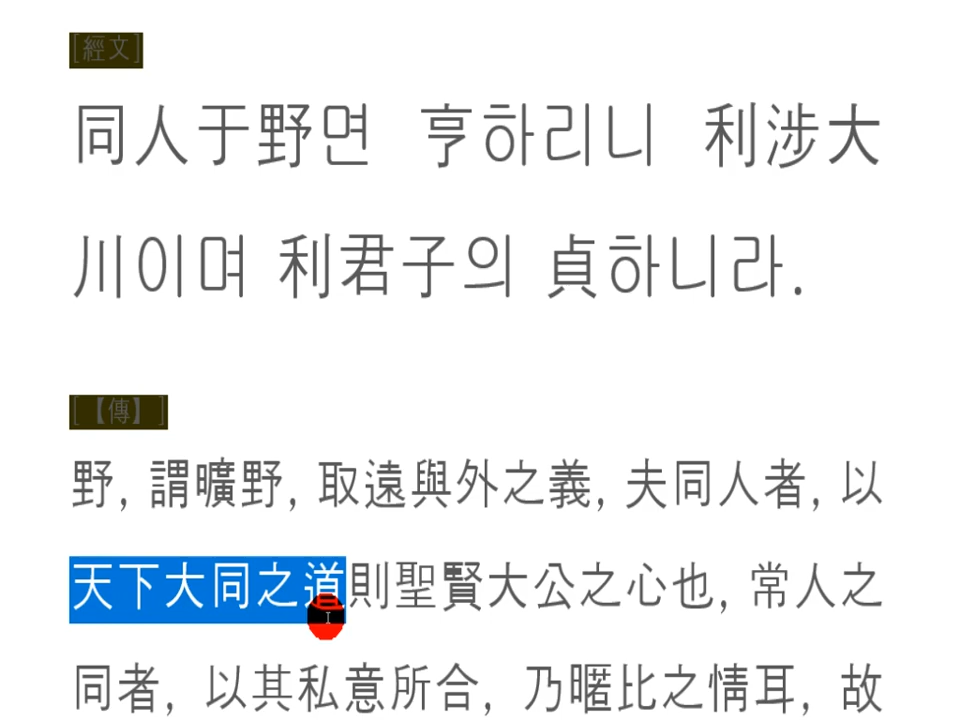 [經文]
同人于野면 亨하리니 利涉大
川이며 利君子의 貞하니라.
[【傳】]
野, 謂曠野, 取遠與外之義, 夫同人者, 以
天下大同之道則聖賢大公之心也, 常人之
同者, 以其私意所合, 乃暱比之情耳, 故